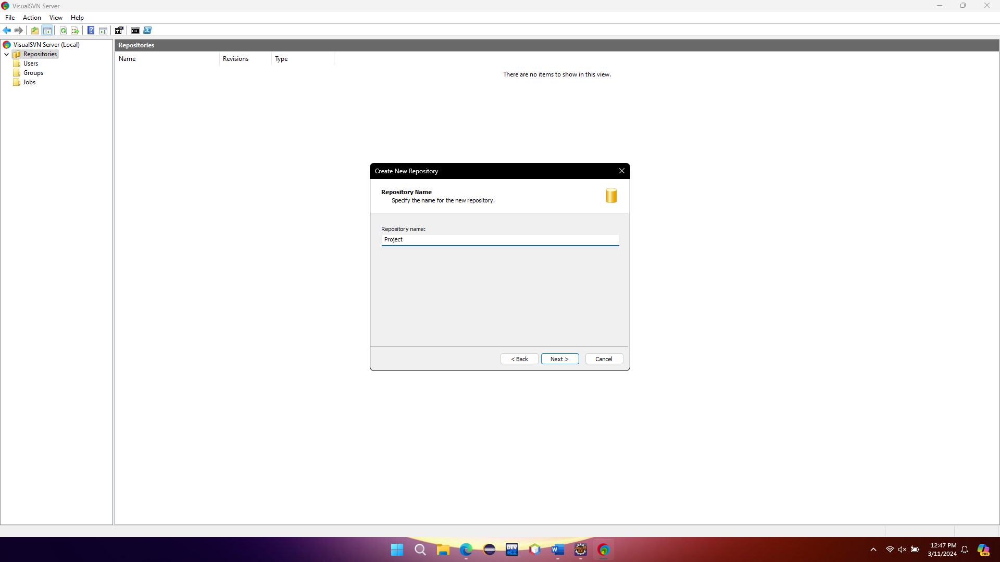 VisualSVN Server
File Action View Help
VisualSVN Server (Local)
Repositories
Users
Groups
Jobs
Repositories
Name Revisions Type
There are no items to show in this view.
Create New Repository
Repository Name
Specify the name for the new repository.
Repository name:
Project
< Back Next > Cancel
12:47 PM
3/11/2024